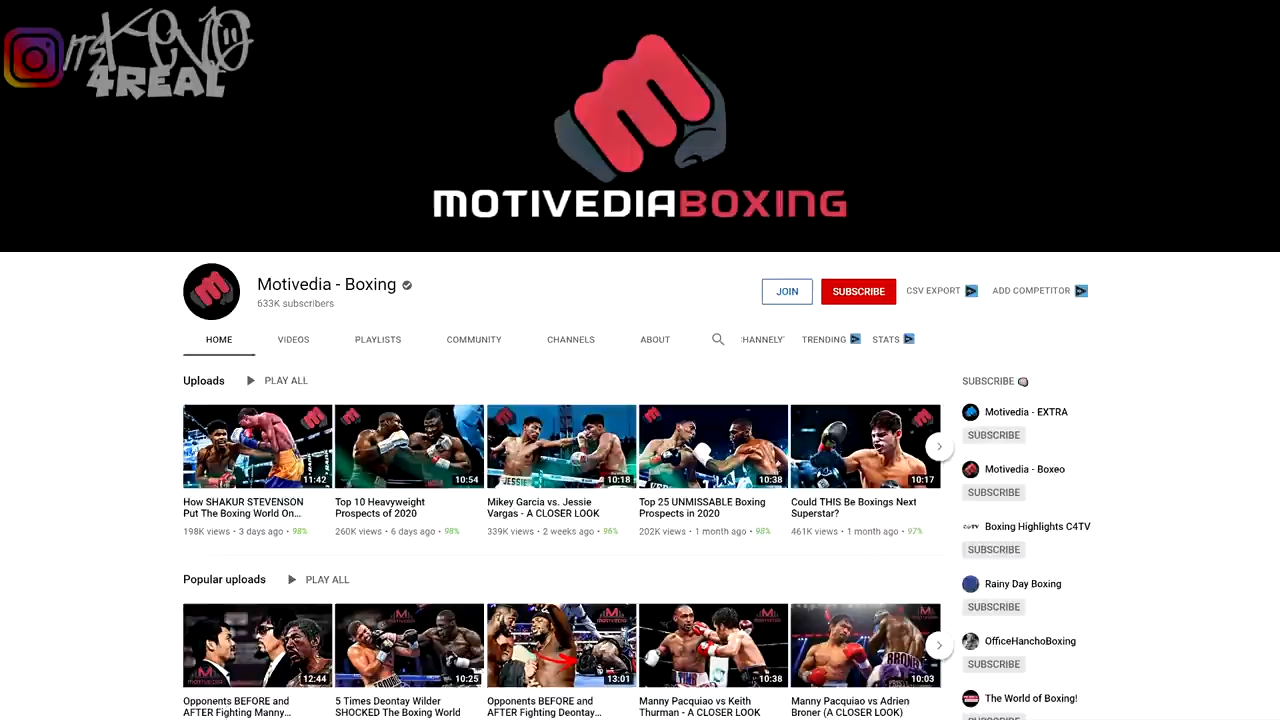 ITS KENO
4REAL
MOTIVEDIABOXING
Motivedia - Boxing
633K subscribers
JOIN
SUBSCRIBE
CSV EXPORT
ADD COMPETITOR
HOME
VIDEOS
PLAYLISTS
COMMUNITY
CHANNELS
ABOUT
CHANNELY
TRENDING
STATS
Uploads
PLAY ALL
11:42
10:54
10:18
10:38
10:17
How SHAKUR STEVENSON
Put The Boxing World On...
198K views • 3 days ago • 98%
Top 10 Heavyweight
Prospects of 2020
260K views • 6 days ago • 98%
Mikey Garcia vs. Jessie
Vargas - A CLOSER LOOK
339K views • 2 weeks ago • 96%
Top 25 UNMISSABLE Boxing
Prospects in 2020
202K views • 1 month ago • 98%
Could THIS Be Boxings Next
Superstar?
461K views • 1 month ago • 97%
Popular uploads
PLAY ALL
12:44
10:25
13:01
10:38
10:03
Opponents BEFORE and
AFTER Fighting Manny...
5 Times Deontay Wilder
SHOCKED The Boxing World
Opponents BEFORE and
AFTER Fighting Deontay...
Manny Pacquiao vs Keith
Thurman - A CLOSER LOOK
Manny Pacquiao vs Adrien
Broner (A CLOSER LOOK)
SUBSCRIBE
Motivedia - EXTRA
SUBSCRIBE
Motivedia - Boxeo
SUBSCRIBE
Boxing Highlights C4TV
SUBSCRIBE
Rainy Day Boxing
SUBSCRIBE
OfficeHanchoBoxing
SUBSCRIBE
The World of Boxing!